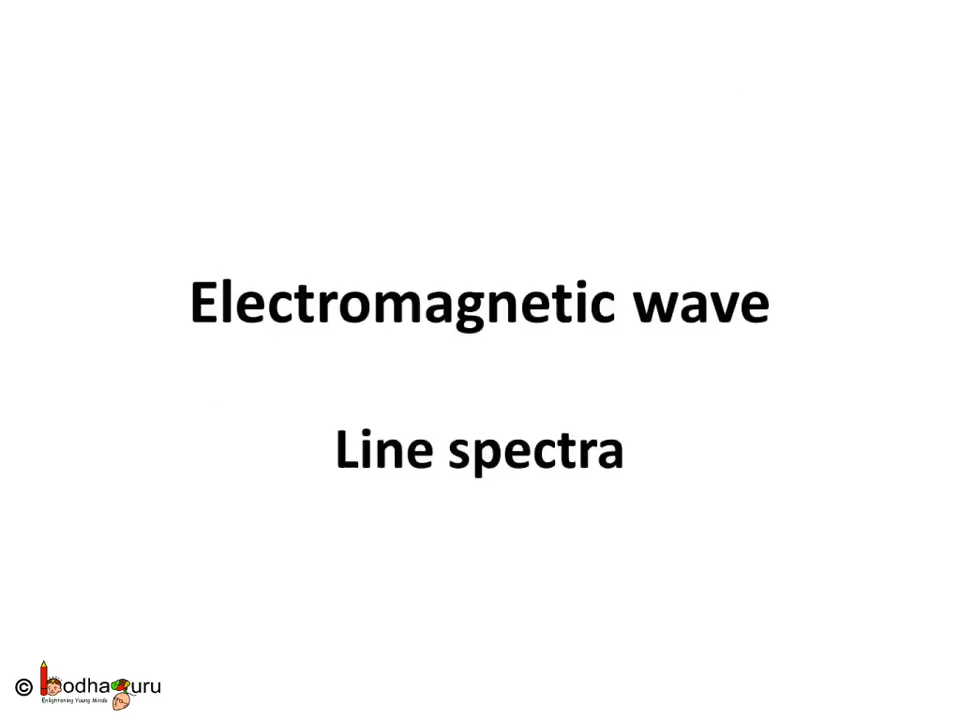 Electromagnetic wave
Line spectra
© bodhaguru
Enlightening Young Minds